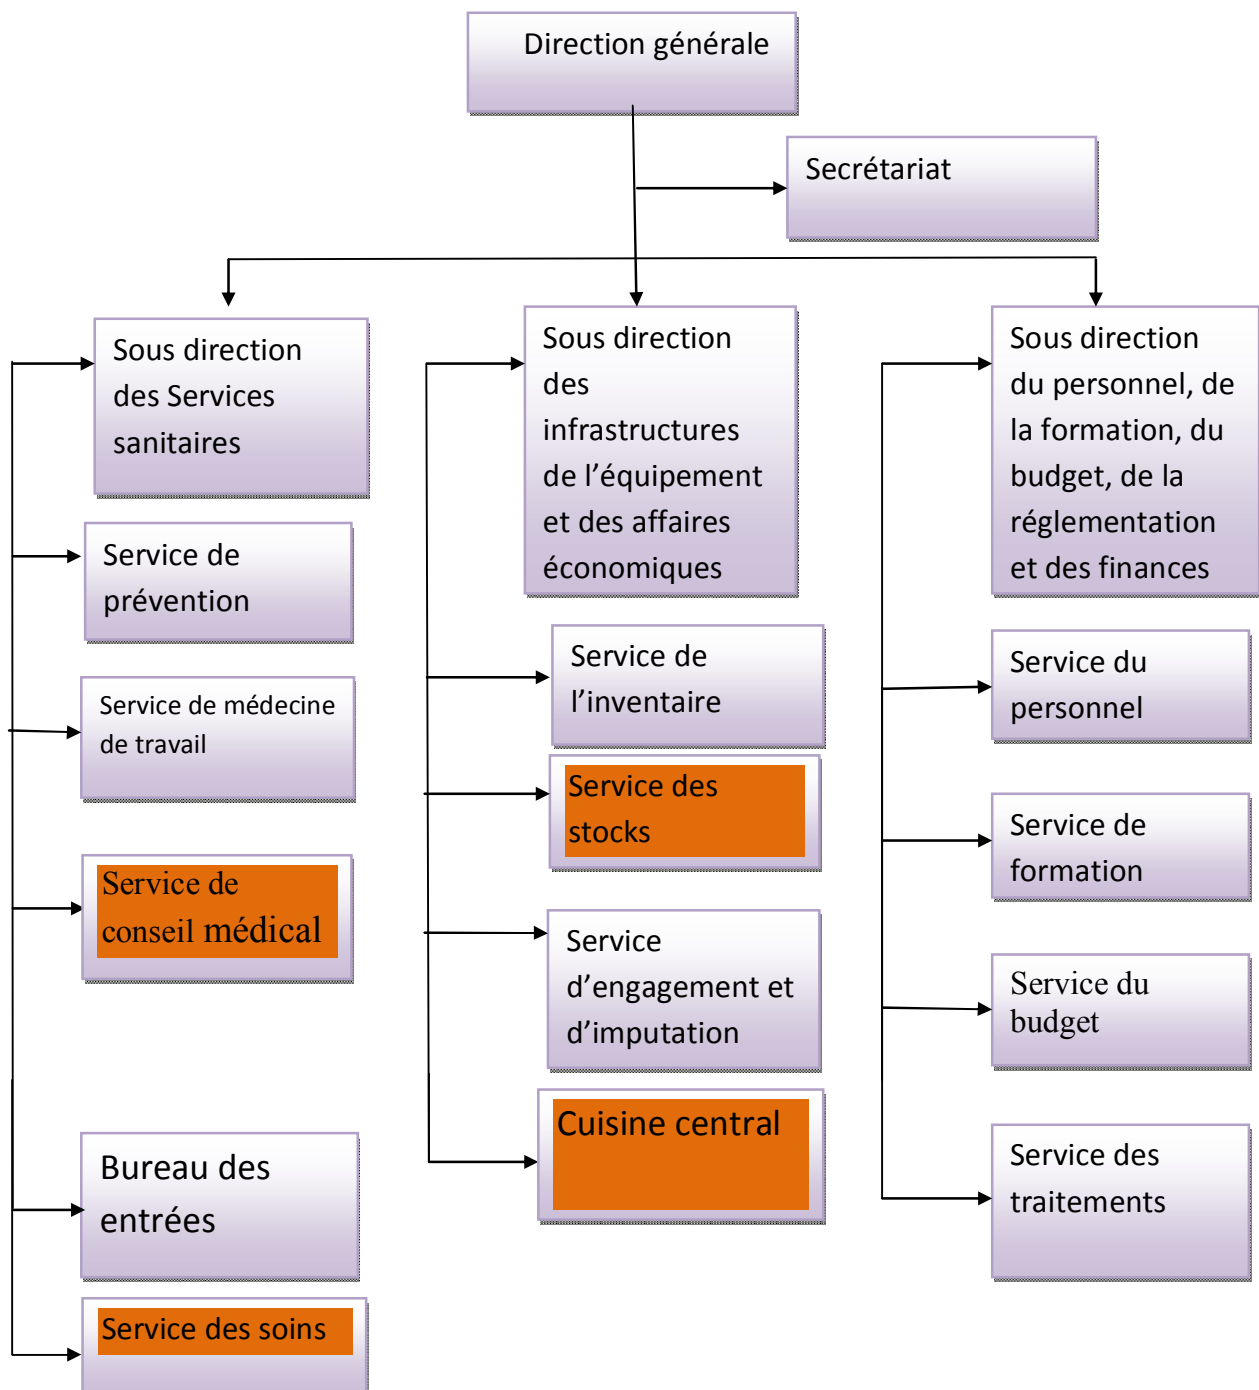 Direction générale
Secrétariat
Sous direction
des Services
sanitaires
Service de
prévention
Service de médecine
de travail
Service de
conseil médical
Bureau des
entrées
Service des soins
Sous direction
des
infrastructures
de l’équipement
et des affaires
économiques
Service de
l’inventaire
Service des
stocks
Service
d’engagement et
d’imputation
Cuisine central
Sous direction
du personnel, de
la formation, du
budget, de la
réglementation
et des finances
Service du
personnel
Service de
formation
Service du
budget
Service des
traitements